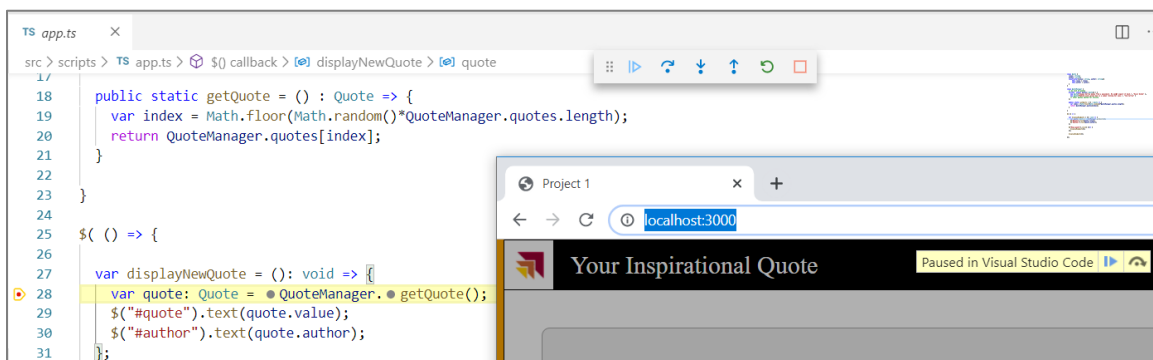 TS app.ts ×
src > scripts > TS app.ts > $() callback > displayNewQuote > quote
17
18 public static getQuote = () : Quote => {
19 var index = Math.floor(Math.random()*QuoteManager.quotes.length);
20 return QuoteManager.quotes[index];
21 }
22
23 }
24
25 $( () => {
26
27 var displayNewQuote = (): void => {
28 var quote: Quote = QuoteManager. getQuote();
29 $("#quote").text(quote.value);
30 $("#author").text(quote.author);
31 };
Project 1 × +
localhost:3000
Your Inspirational Quote
Paused in Visual Studio Code